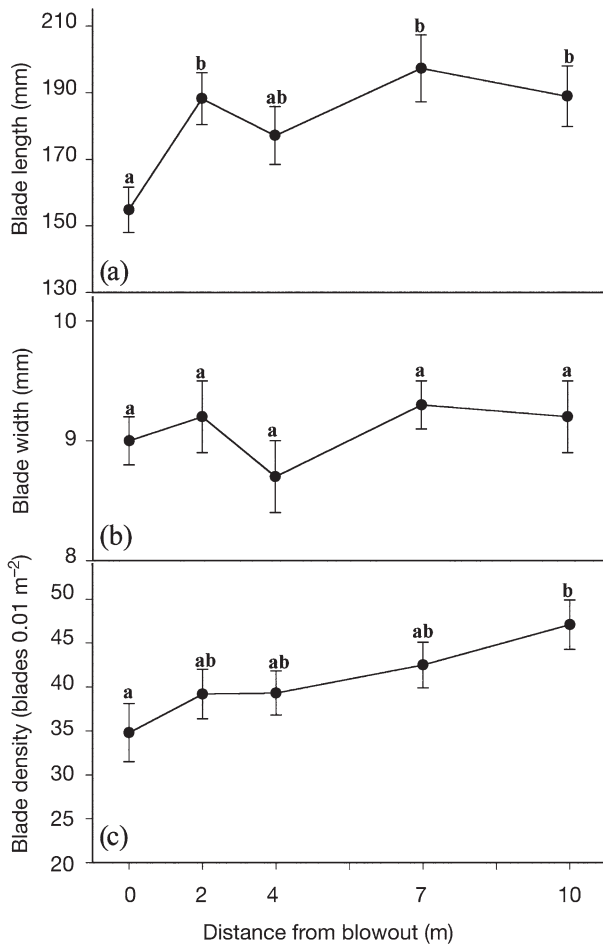 210
190
170
150
130
Blade length (mm)
a
b
ab
b
b
(a)
10
9
8
Blade width (mm)
a
a
a
a
a
(b)
50
45
40
35
30
25
20
Blade density (blades 0.01 m⁻²)
a
ab
ab
ab
b
(c)
0 2 4 7 10
Distance from blowout (m)